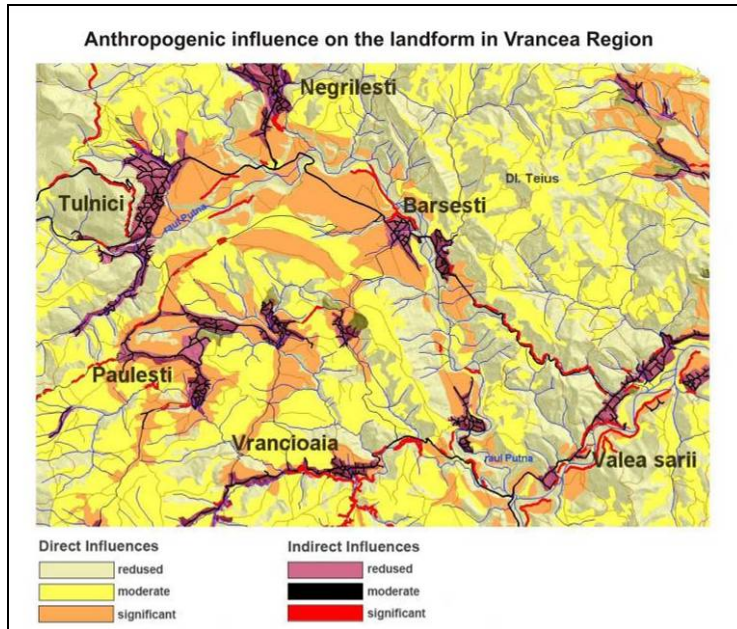 Anthropogenic influence on the landform in Vrancea Region
Negrilesti
Dl. Teius
Tulnici
raul Putna
Barsesti
Paulești
Vrancioaia
raul Putna
Valea sarii
Direct Influences
redused
moderate
significant
Indirect Influences
redused
moderate
significant